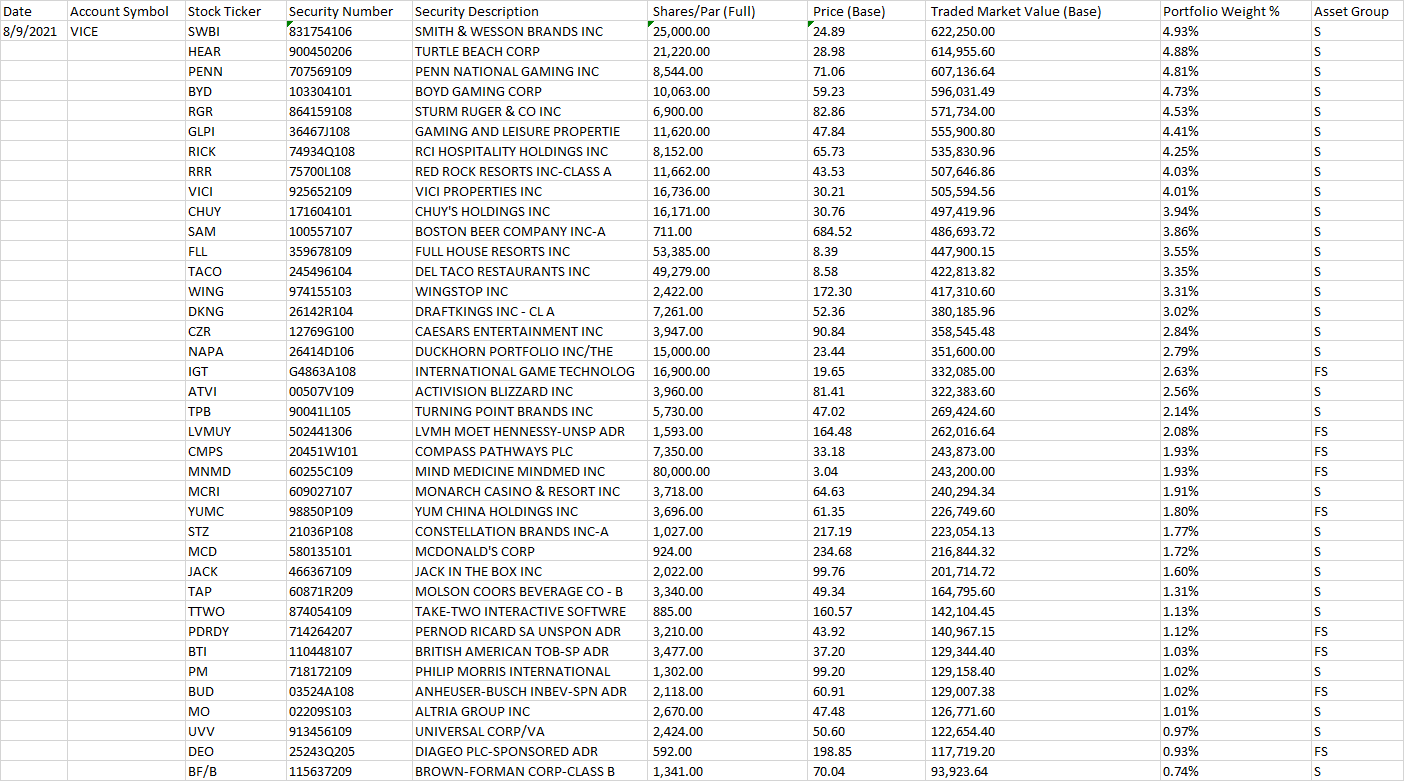 Date Account Symbol Stock Ticker Security Number Security Description Shares/Par (Full) Price (Base) Traded Market Value (Base) Portfolio Weight % Asset Group
8/9/2021 VICE SWBI 831754106 SMITH & WESSON BRANDS INC 25,000.00 24.89 622,250.00 4.93% S
HEAR 900450206 TURTLE BEACH CORP 21,220.00 28.98 614,955.60 4.88% S
PENN 707569109 PENN NATIONAL GAMING INC 8,544.00 71.06 607,136.64 4.81% S
BYD 103304101 BOYD GAMING CORP 10,063.00 59.23 596,031.49 4.73% S
RGR 864159108 STURM RUGER & CO INC 6,900.00 82.86 571,734.00 4.53% S
GLPI 36467J108 GAMING AND LEISURE PROPERTIE 11,620.00 47.84 555,900.80 4.41% S
RICK 74934Q108 RCI HOSPITALITY HOLDINGS INC 8,152.00 65.73 535,830.96 4.25% S
RRR 75700L108 RED ROCK RESORTS INC-CLASS A 11,662.00 43.53 507,646.86 4.03% S
VICI 925652109 VICI PROPERTIES INC 16,736.00 30.21 505,594.56 4.01% S
CHUY 171604101 CHUY'S HOLDINGS INC 16,171.00 30.76 497,419.96 3.94% S
SAM 100557107 BOSTON BEER COMPANY INC-A 711.00 684.52 486,693.72 3.86% S
FLL 359678109 FULL HOUSE RESORTS INC 53,385.00 8.39 447,900.15 3.55% S
TACO 245496104 DEL TACO RESTAURANTS INC 49,279.00 8.58 422,813.82 3.35% S
WING 974155103 WINGSTOP INC 2,422.00 172.30 417,310.60 3.31% S
DKNG 26142R104 DRAFTKINGS INC - CL A 7,261.00 52.36 380,185.96 3.02% S
CZR 12769G100 CAESARS ENTERTAINMENT INC 3,947.00 90.84 358,545.48 2.84% S
NAPA 26414D106 DUCKHORN PORTFOLIO INC/THE 15,000.00 23.44 351,600.00 2.79% S
IGT G4863A108 INTERNATIONAL GAME TECHNOLOG 16,900.00 19.65 332,085.00 2.63% FS
ATVI 00507V109 ACTIVISION BLIZZARD INC 3,960.00 81.41 322,383.60 2.56% S
TPB 90041L105 TURNING POINT BRANDS INC 5,730.00 47.02 269,424.60 2.14% S
LVMUY 502441306 LVMH MOET HENNESSY-UNSP ADR 1,593.00 164.48 262,016.64 2.08% FS
CMPS 20451W101 COMPASS PATHWAYS PLC 7,350.00 33.18 243,873.00 1.93% FS
MNMD 60255C109 MIND MEDICINE MINDMED INC 80,000.00 3.04 243,200.00 1.93% FS
MCRI 609027107 MONARCH CASINO & RESORT INC 3,718.00 64.63 240,294.34 1.91% S
YUMC 98850P109 YUM CHINA HOLDINGS INC 3,696.00 61.35 226,749.60 1.80% FS
STZ 21036P108 CONSTELLATION BRANDS INC-A 1,027.00 217.19 223,054.13 1.77% S
MCD 580135101 MCDONALD'S CORP 924.00 234.68 216,844.32 1.72% S
JACK 466367109 JACK IN THE BOX INC 2,022.00 99.76 201,714.72 1.60% S
TAP 60871R209 MOLSON COORS BEVERAGE CO - B 3,340.00 49.34 164,795.60 1.31% S
TTWO 874054109 TAKE-TWO INTERACTIVE SOFTWRE 885.00 160.57 142,104.45 1.13% S
PDRDY 714264207 PERNOD RICARD SA UNSPON ADR 3,210.00 43.92 140,967.15 1.12% FS
BTI 110448107 BRITISH AMERICAN TOB-SP ADR 3,477.00 37.20 129,344.40 1.03% FS
PM 718172109 PHILIP MORRIS INTERNATIONAL 1,302.00 99.20 129,158.40 1.02% S
BUD 03524A108 ANHEUSER-BUSCH INBEV-SPN ADR 2,118.00 60.91 129,007.38 1.02% FS
MO 02209S103 ALTRIA GROUP INC 2,670.00 47.48 126,771.60 1.01% S
UVV 913456109 UNIVERSAL CORP/VA 2,424.00 50.60 122,654.40 0.97% S
DEO 25243Q205 DIAGEO PLC-SPONSORED ADR 592.00 198.85 117,719.20 0.93% FS
BF/B 115637209 BROWN-FORMAN CORP-CLASS B 1,341.00 70.04 93,923.64 0.74% S